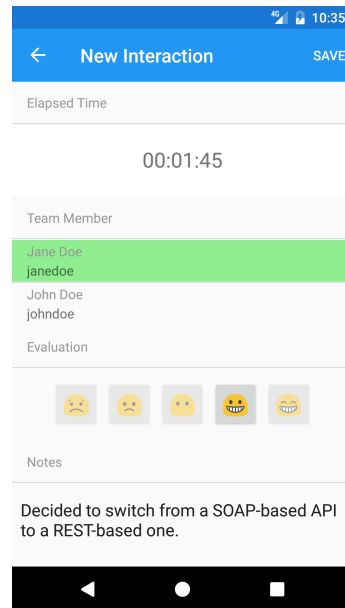 4G 10:35
New Interaction SAVE
Elapsed Time
00:01:45
Team Member
Jane Doe
janedoe
John Doe
johndoe
Evaluation
Notes
Decided to switch from a SOAP-based API
to a REST-based one.